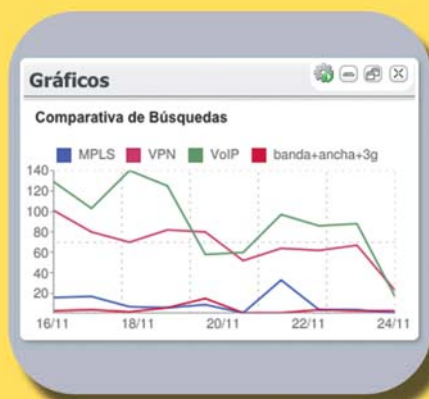 Gráficos
Comparativa de Búsquedas
MPLS VPN VoIP banda+ancha+3g
140
120
100
80
60
40
20
16/11 18/11 20/11 22/11 24/11